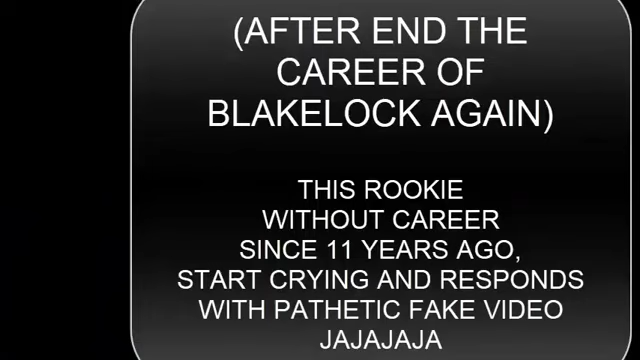 (AFTER END THE
CAREER OF
BLAKELOCK AGAIN)
THIS ROOKIE
WITHOUT CAREER
SINCE 11 YEARS AGO,
START CRYING AND RESPONDS
WITH PATHETIC FAKE VIDEO
JAJAJAJA